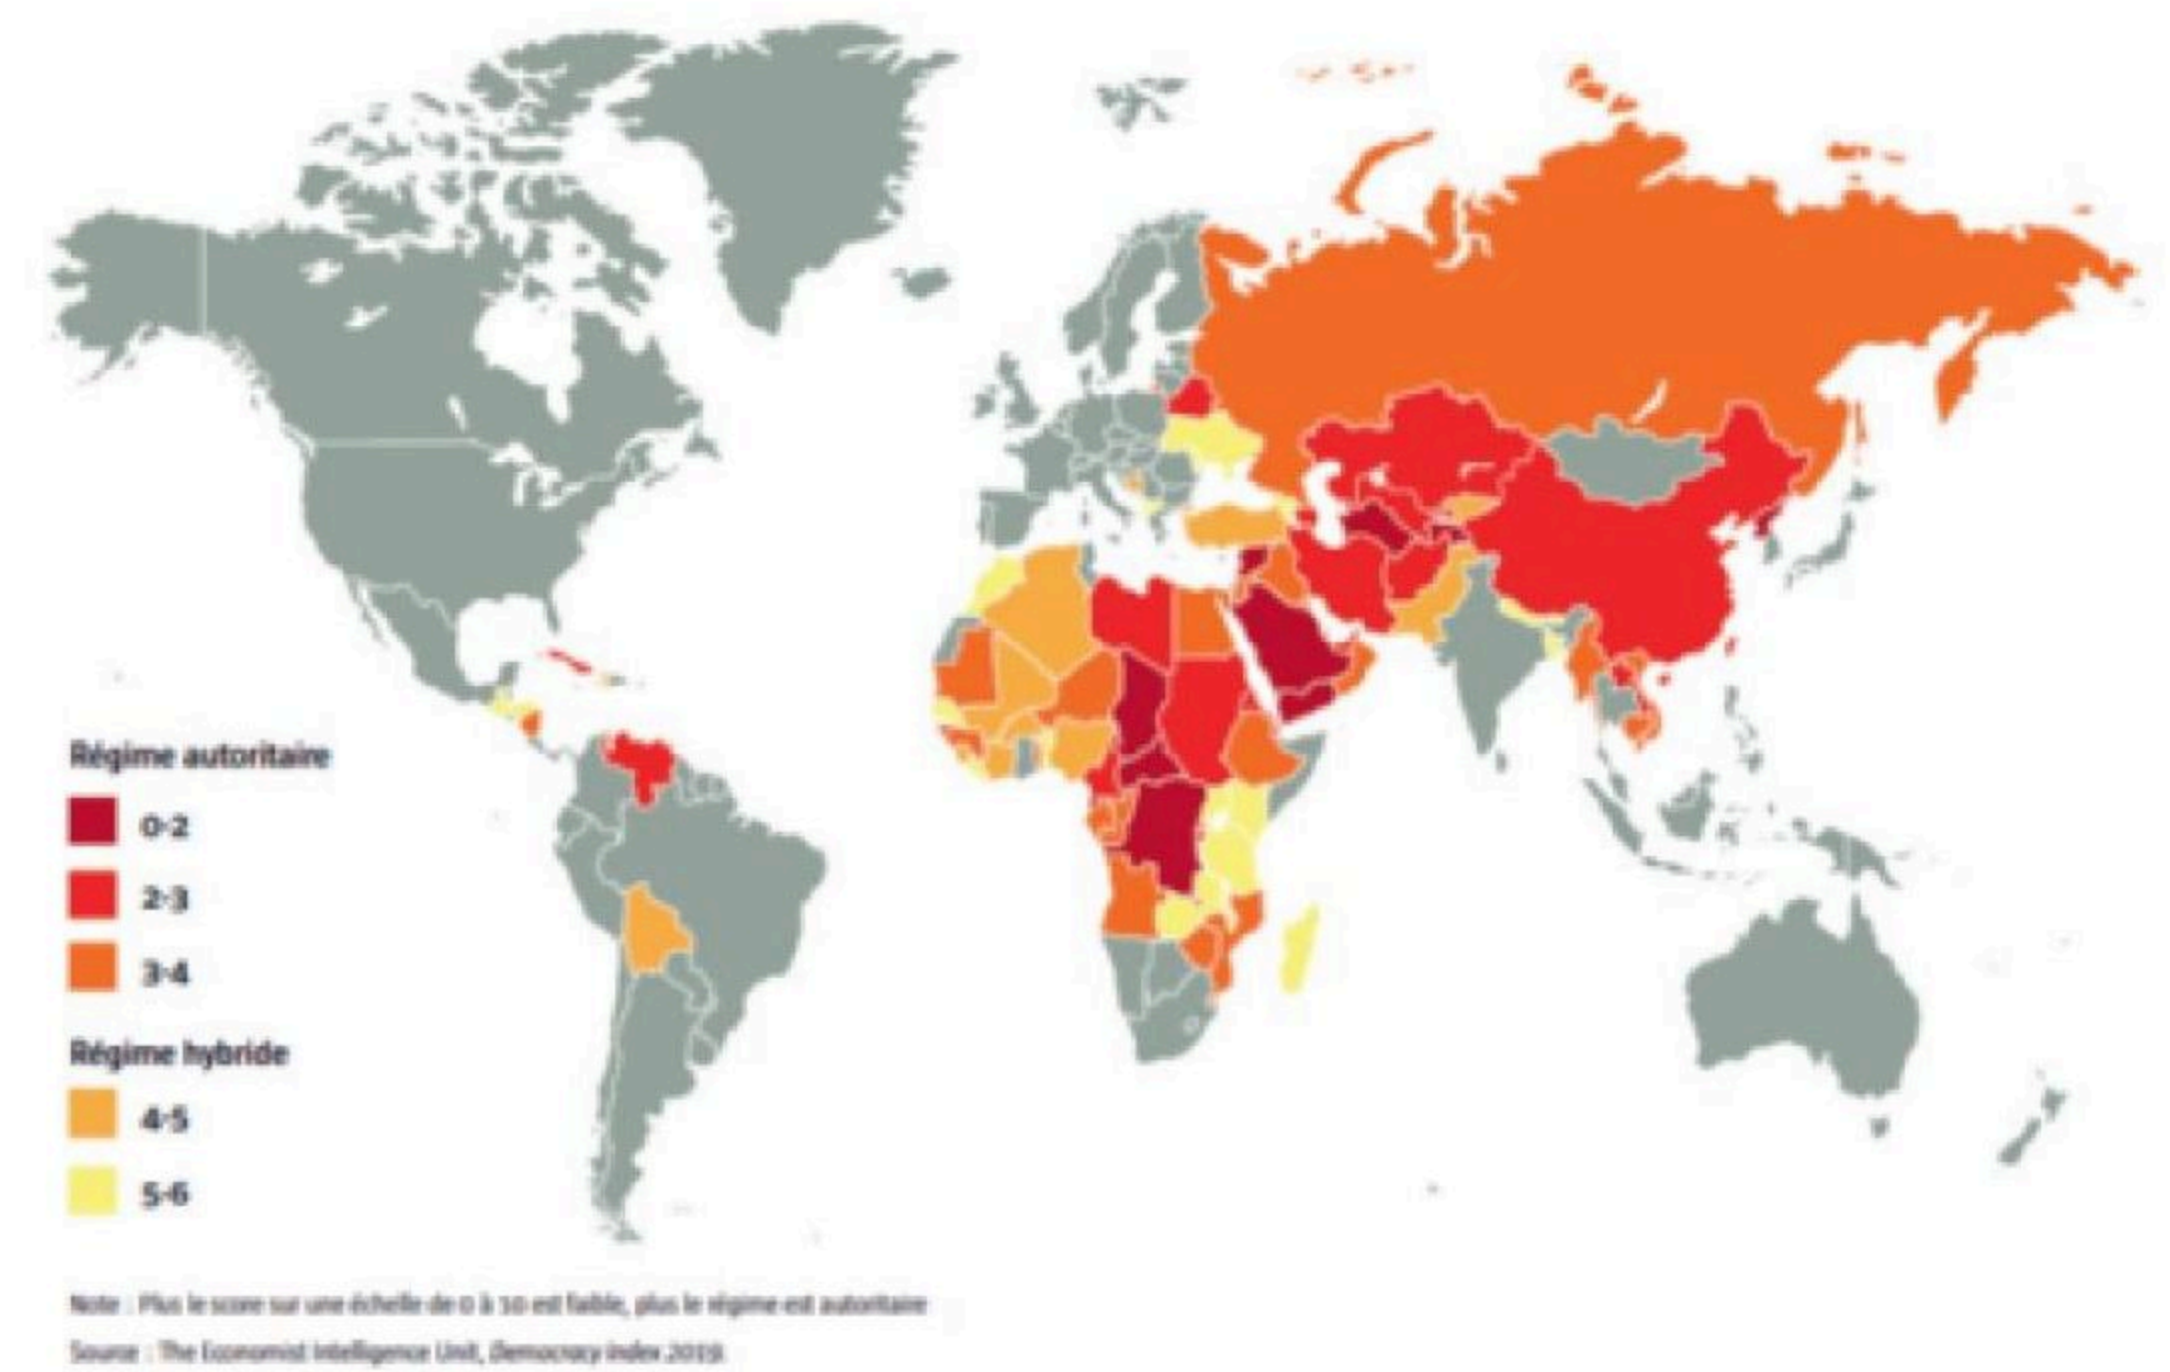 Régime autoritaire
0-2
2-3
3-4
Régime hybride
4-5
5-6
Note : Plus le score sur une échelle de 0 à 10 est faible, plus le régime est autoritaire
Source : The Economist Intelligence Unit, Democracy index 2019.